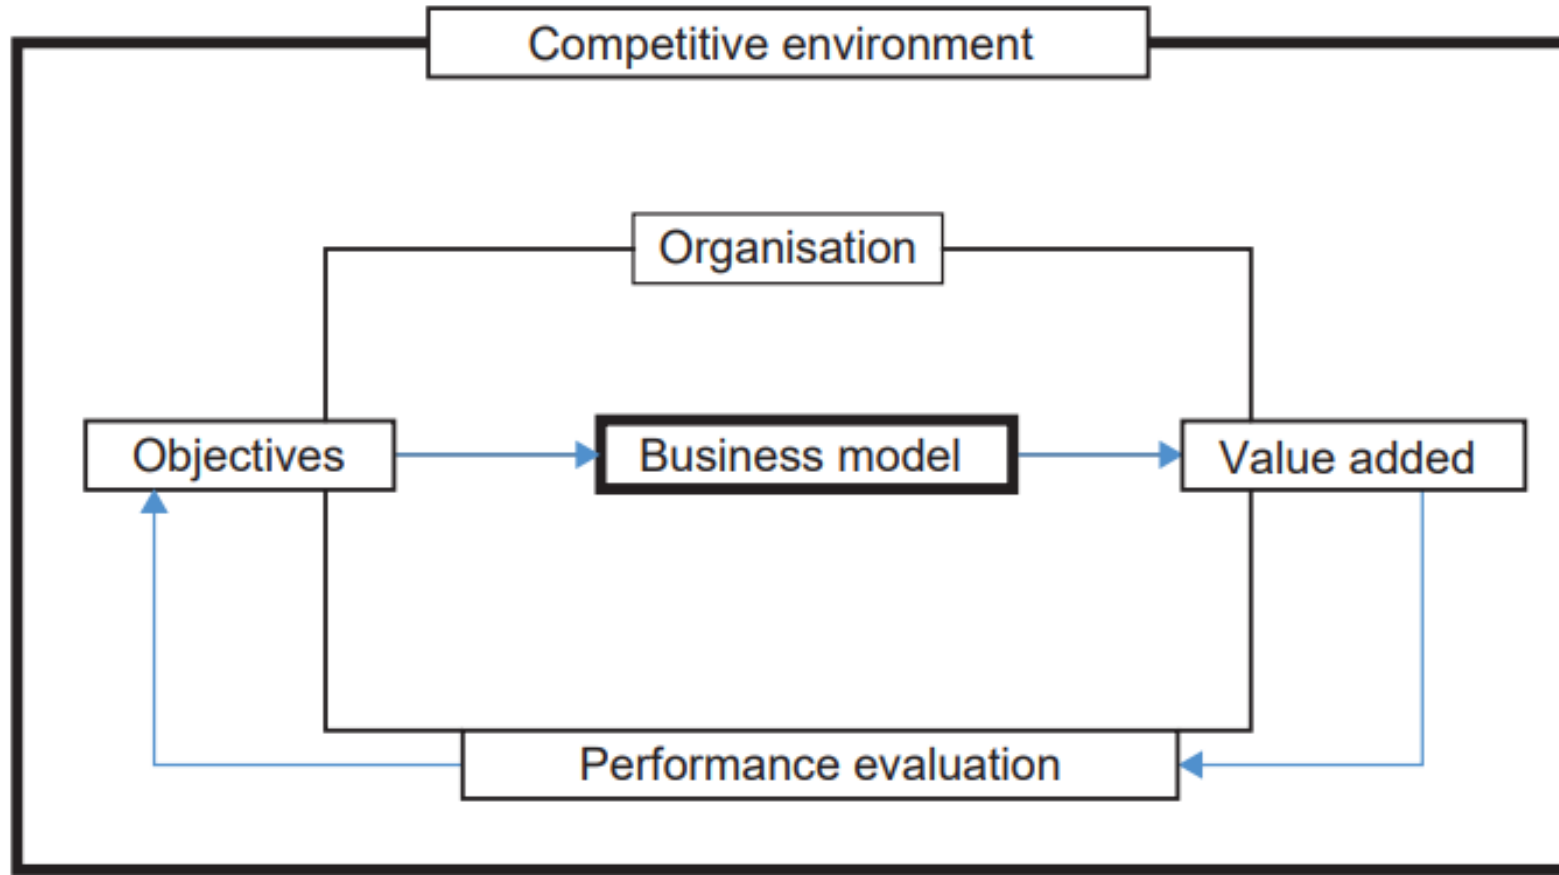 Competitive environment
Organisation
Objectives
Business model
Value added
Performance evaluation